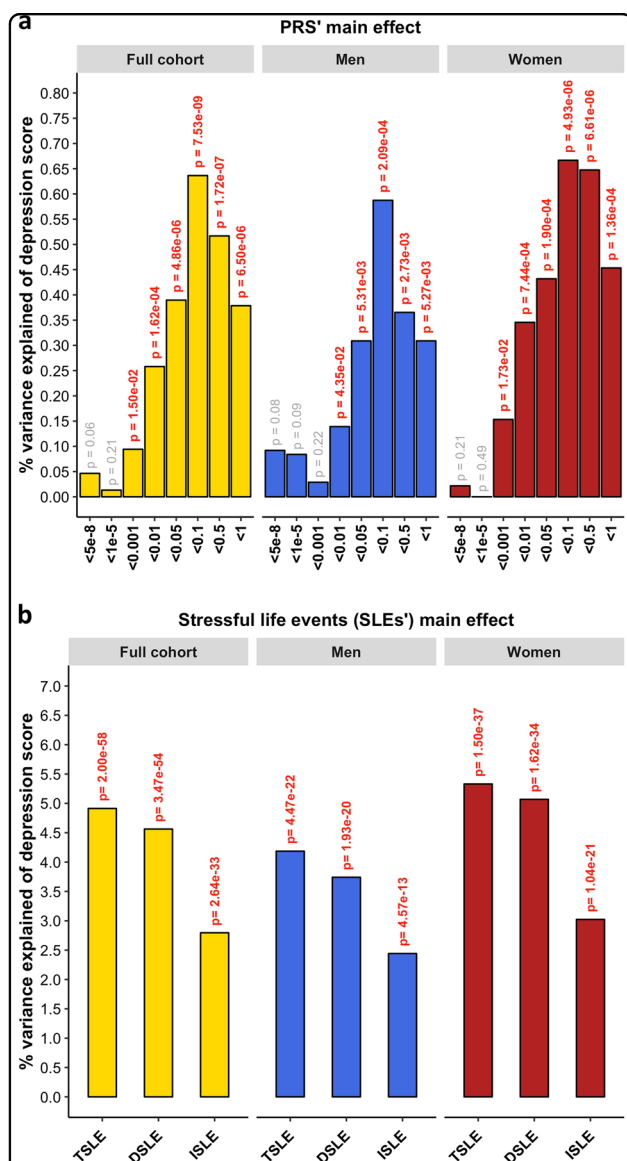 a
PRS' main effect
Full cohort Men Women
% variance explained of depression score
0.80
0.75
0.70
0.65
0.60
0.55
0.50
0.45
0.40
0.35
0.30
0.25
0.20
0.15
0.10
0.05
0.00
p = 0.06
p = 0.21
p = 1.50e-02
p = 1.62e-04
p = 4.86e-06
p = 7.53e-09
p = 1.72e-07
p = 6.50e-06
p = 0.08
p = 0.09
p = 0.22
p = 4.35e-02
p = 5.31e-03
p = 2.09e-04
p = 2.73e-03
p = 5.27e-03
p = 0.21
p = 0.49
p = 1.73e-02
p = 7.44e-04
p = 1.90e-04
p = 4.93e-06
p = 6.61e-06
p = 1.36e-04
<5e-8 <1e-5 <0.001 <0.01 <0.05 <0.1 <0.5 <1 <5e-8 <1e-5 <0.001 <0.01 <0.05 <0.1 <0.5 <1 <5e-8 <1e-5 <0.001 <0.01 <0.05 <0.1 <0.5 <1
b
Stressful life events (SLEs') main effect
Full cohort Men Women
% variance explained of depression score
7.0
6.5
6.0
5.5
5.0
4.5
4.0
3.5
3.0
2.5
2.0
1.5
1.0
0.5
0.0
p= 2.00e-58
p= 3.47e-54
p= 2.64e-33
p= 4.47e-22
p= 1.93e-20
p= 4.57e-13
p= 1.50e-37
p= 1.62e-34
p= 1.04e-21
TSLE DSLE ISLE TSLE DSLE ISLE TSLE DSLE ISLE